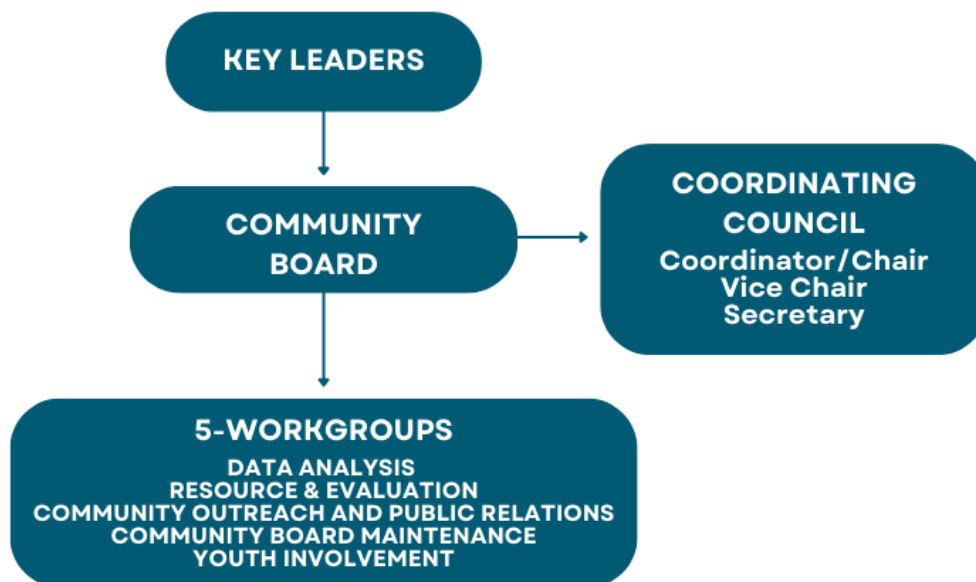 KEY LEADERS
COMMUNITY
BOARD
COORDINATING
COUNCIL
Coordinator/Chair
Vice Chair
Secretary
5-WORKGROUPS
DATA ANALYSIS
RESOURCE & EVALUATION
COMMUNITY OUTREACH AND PUBLIC RELATIONS
COMMUNITY BOARD MAINTENANCE
YOUTH INVOLVEMENT